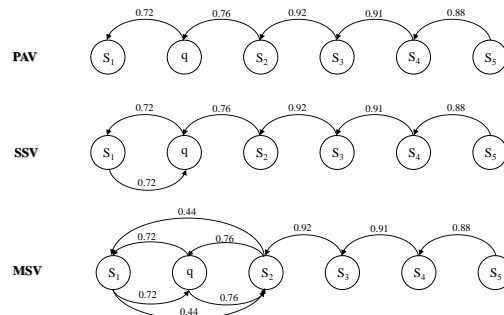 0.72 0.76 0.92 0.91 0.88
PAV S1 q S2 S3 S4 S5
0.72 0.76 0.92 0.91 0.88
SSV S1 q S2 S3 S4 S5
0.72
0.44
0.72 0.76 0.92 0.91 0.88
MSV S1 q S2 S3 S4 S5
0.72 0.76
0.44